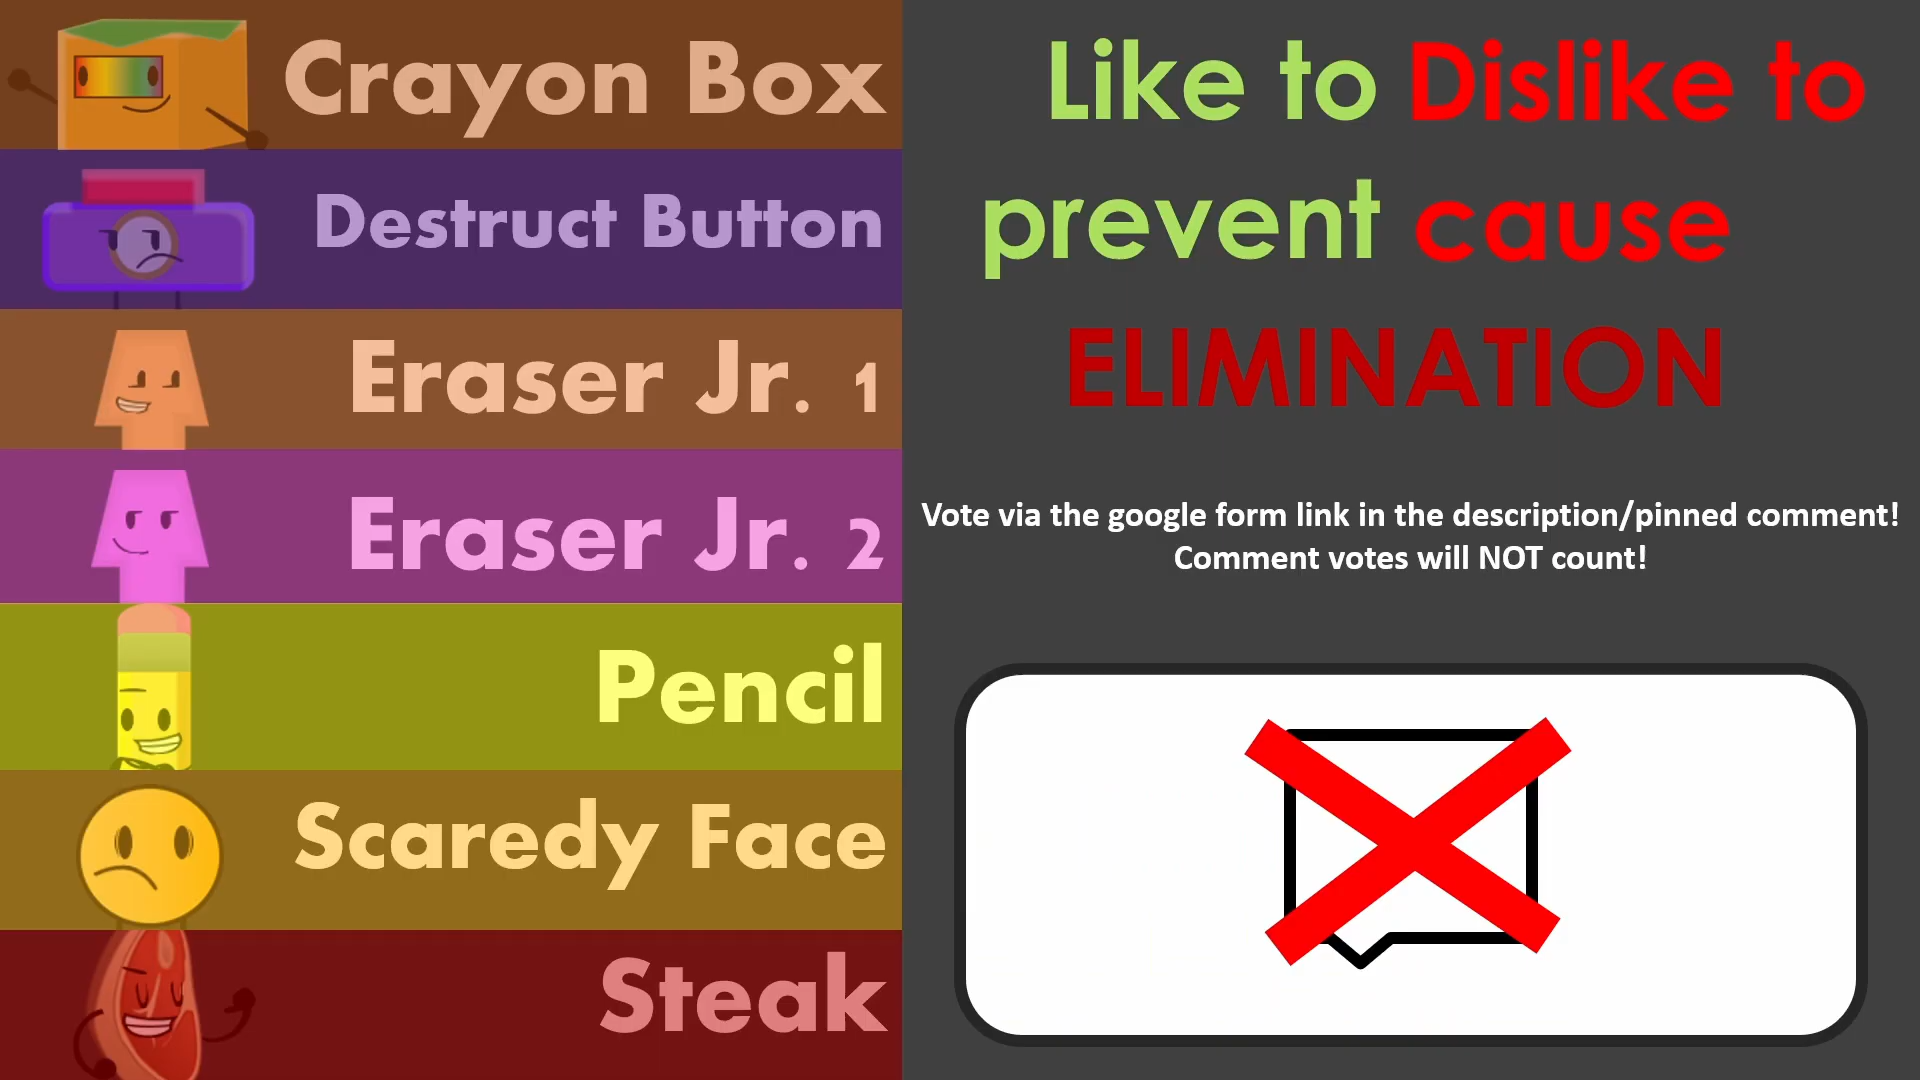 Crayon Box
Destruct Button
Eraser Jr. 1
Eraser Jr. 2
Pencil
Scaredy Face
Steak
Like to Dislike to
prevent cause
ELIMINATION
Vote via the google form link in the description/pinned comment!
Comment votes will NOT count!